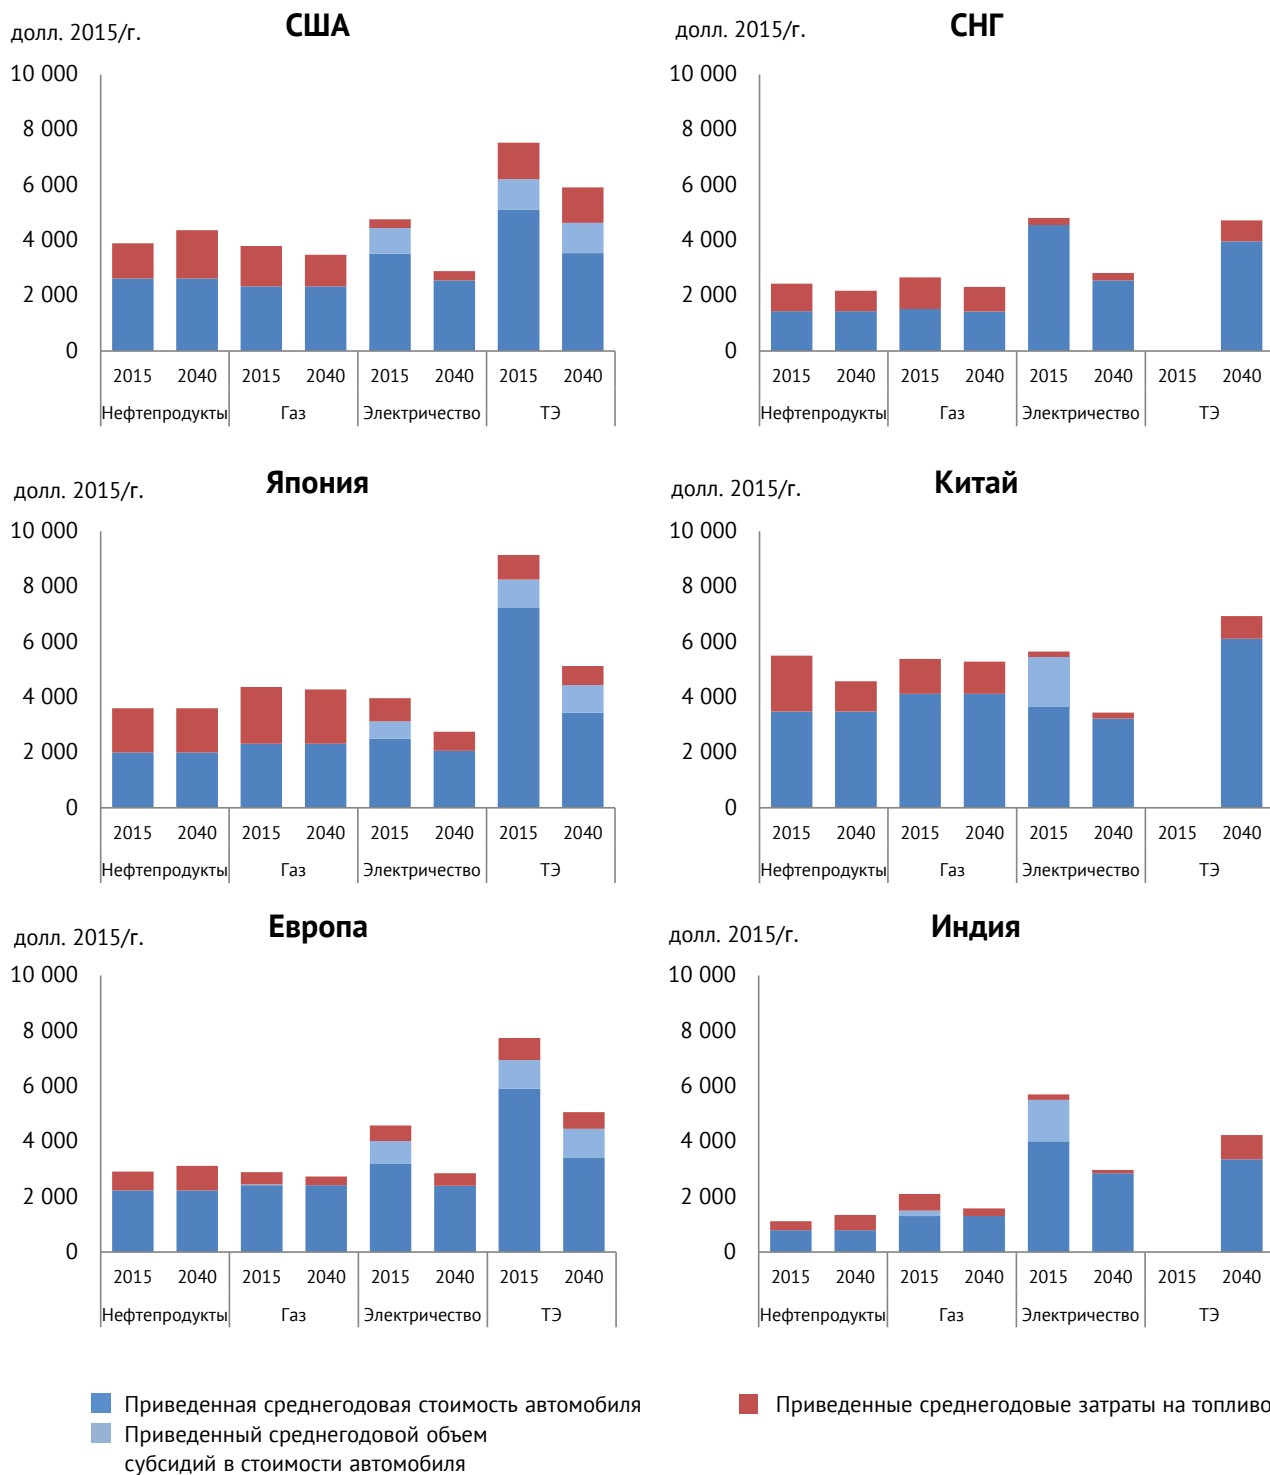 США
долл. 2015/г.
10 000
8 000
6 000
4 000
2 000
0
2015 2040 2015 2040 2015 2040 2015 2040
Нефтепродукты Газ Электричество ТЭ
СНГ
долл. 2015/г.
10 000
8 000
6 000
4 000
2 000
0
2015 2040 2015 2040 2015 2040 2015 2040
Нефтепродукты Газ Электричество ТЭ
Япония
долл. 2015/г.
10 000
8 000
6 000
4 000
2 000
0
2015 2040 2015 2040 2015 2040 2015 2040
Нефтепродукты Газ Электричество ТЭ
Китай
долл. 2015/г.
10 000
8 000
6 000
4 000
2 000
0
2015 2040 2015 2040 2015 2040 2015 2040
Нефтепродукты Газ Электричество ТЭ
Европа
долл. 2015/г.
10 000
8 000
6 000
4 000
2 000
0
2015 2040 2015 2040 2015 2040 2015 2040
Нефтепродукты Газ Электричество ТЭ
Индия
долл. 2015/г.
10 000
8 000
6 000
4 000
2 000
0
2015 2040 2015 2040 2015 2040 2015 2040
Нефтепродукты Газ Электричество ТЭ
Приведенная среднегодовая стоимость автомобиля
Приведенный среднегодовой объем
субсидий в стоимости автомобиля
Приведенные среднегодовые затраты на топливо